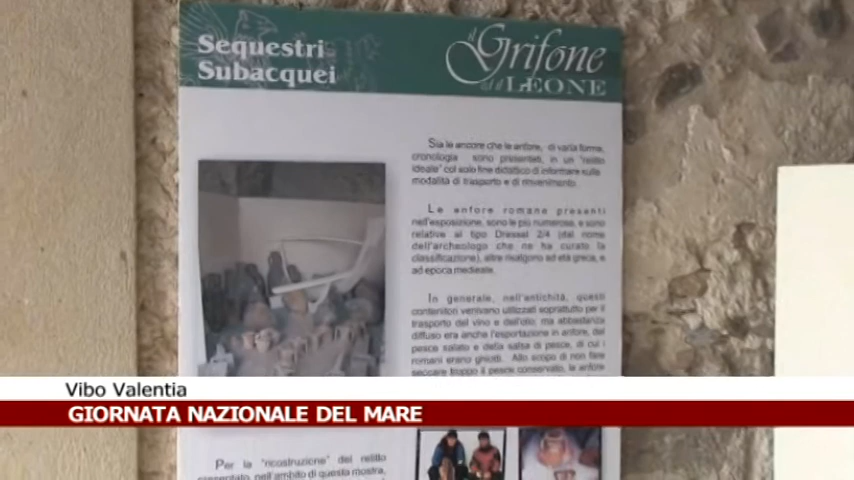 Sequestri
Subacquei
il Grifone
ed il LEONE
Sia le ancore che le anfore, di varia forme,
cronologia sono presentati, in un "relitto
ideale" col solo fine didattico di informare sulle
modalità di trasporto e di rinvenimento.
Le anfore romane presenti
nell'esposizione, sono le più numerose, e sono
relative al tipo Dressel 2/4 (dal nome
dell'archeologo che ne ha curato la
classificazione), altre risalgono ad età greca, e
ad epoca medieale.
In generale, nell'antichità, questi
contenitori venivano utilizzati soprattutto per il
trasporto del vino e dell'olio; ma abbastanza
diffuso era anche l'esportazione in anfore, del
pesce salato e della salsa di pesce, di cui i
romani erano ghiotti. Allo scopo di non fare
seccare troppo il pesce conservato, le anfore
Vibo Valentia
GIORNATA NAZIONALE DEL MARE
Per la "ricostruzione" del relitto
presentato, nell'ambito di questa mostra,